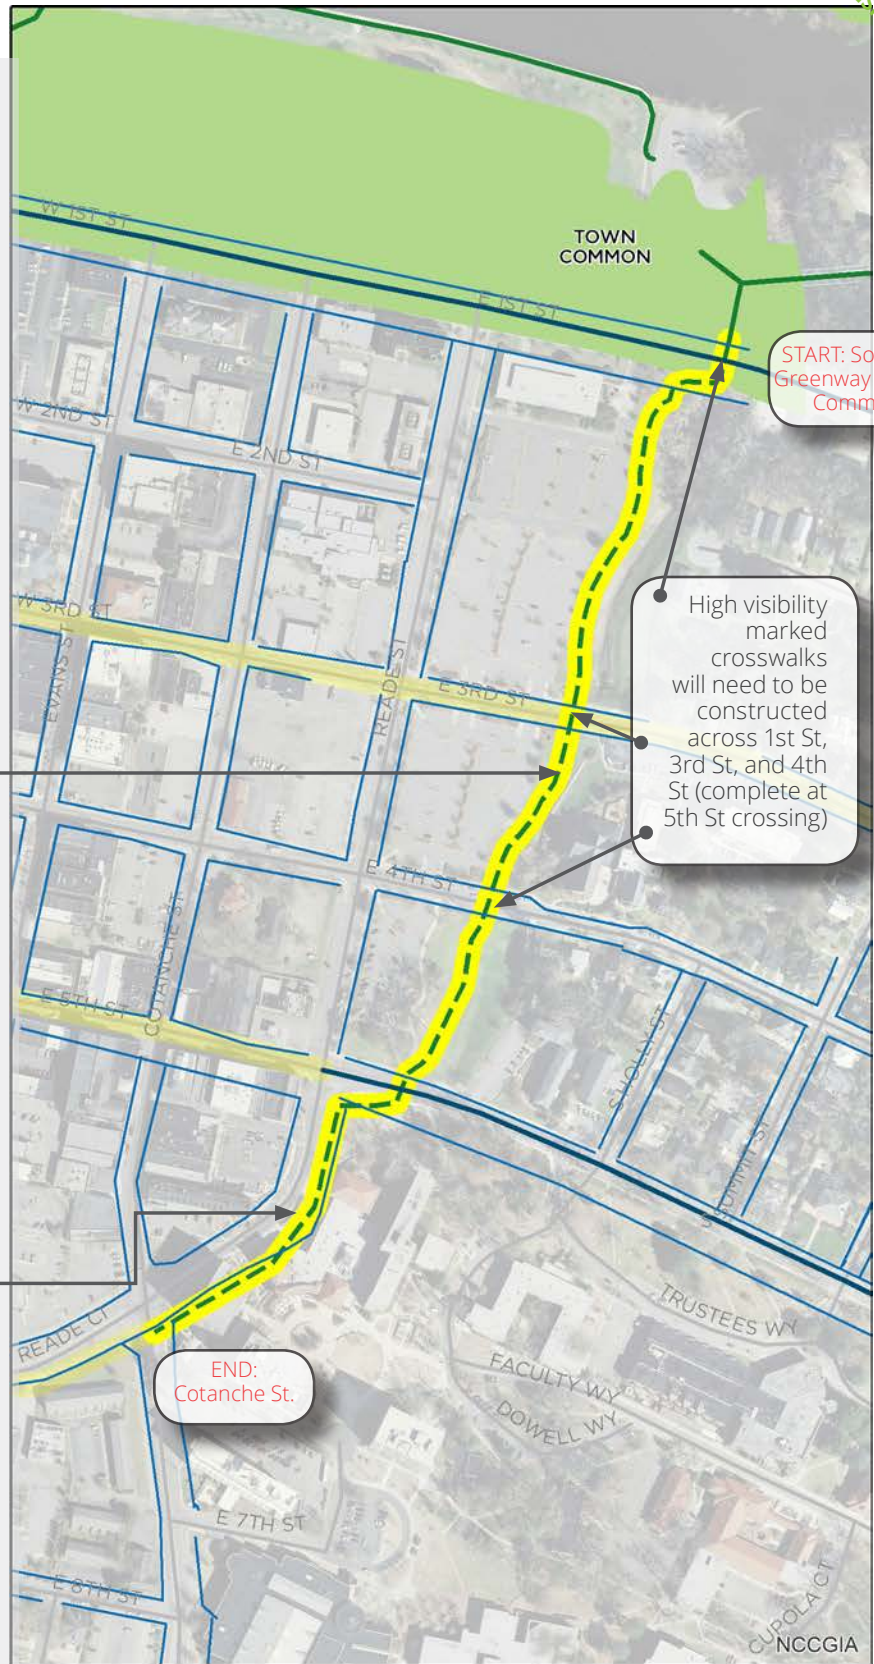 W 1ST ST
TOWN
COMMON
E 1ST ST
START: So
Greenway
Comm
W 2ND ST
E 2ND ST
High visibility
marked
crosswalks
will need to be
constructed
across 1st St,
3rd St, and 4th
St (complete at
5th St crossing)
W 3RD ST
EVANS ST
READE ST
E 3RD ST
E 4TH ST
COTANCHE ST
E 5TH ST
S HOLLY ST
S SUMMIT ST
READE CI
TRUSTEES WY
END:
Cotanche St.
FACULTY WY
DOWELL WY
E 7TH ST
E 8TH ST
CUPOLA CT
NCCGIA